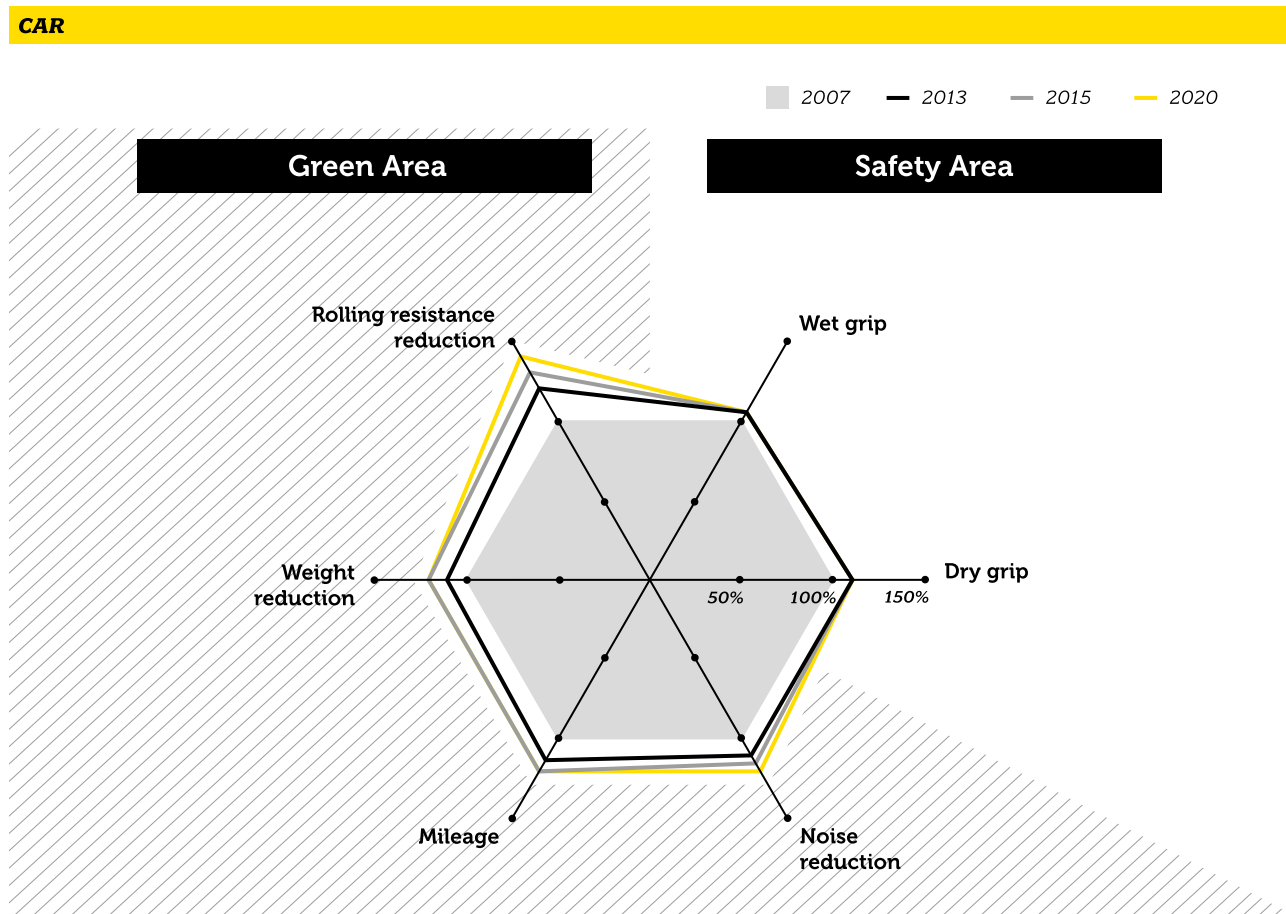 CAR
2007 2013 2015 2020
Green Area
Safety Area
Rolling resistance
reduction
Wet grip
Weight
reduction
Dry grip
50% 100% 150%
Mileage
Noise
reduction